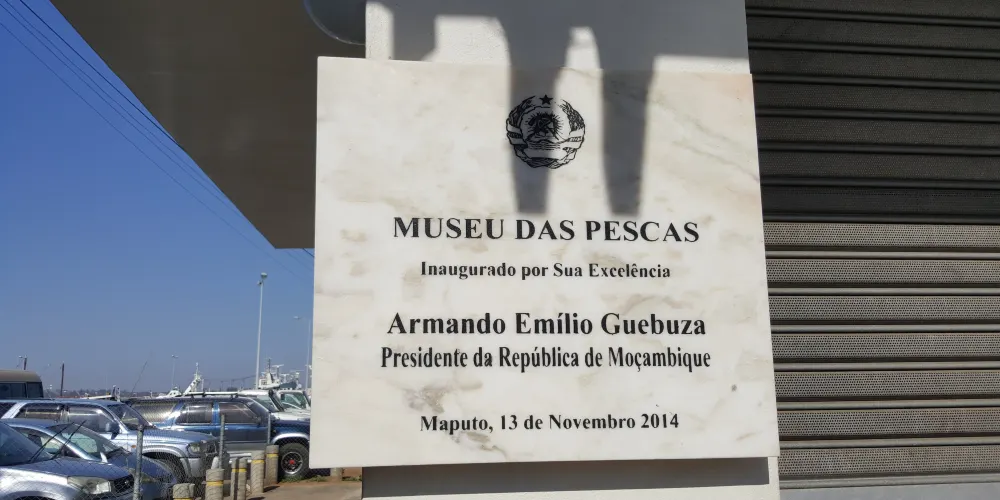 MUSEU DAS PESCAS
Inaugurado por Sua Excelência
Armando Emílio Guebuza
Presidente da República de Moçambique
Maputo, 13 de Novembro 2014